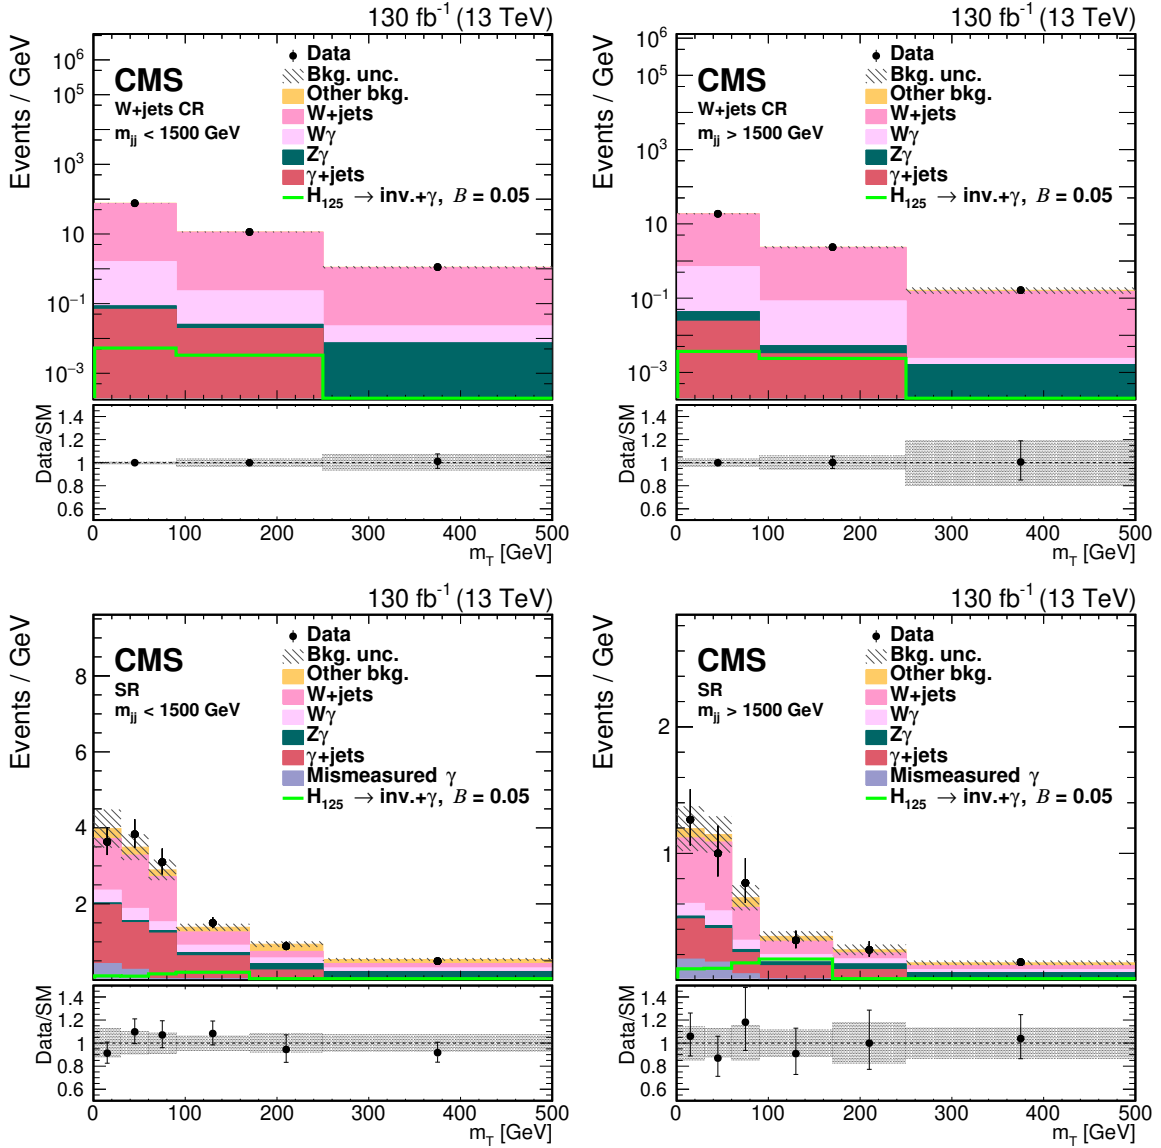 130 fb⁻¹ (13 TeV)
Events / GeV
CMS
W+jets CR
m_jj < 1500 GeV
Data
Bkg. unc.
Other bkg.
W+jets
Wγ
Zγ
γ+jets
H₁₂₅ → inv.+γ, B = 0.05
10⁶
10⁵
10³
10
10⁻¹
10⁻³
Data/SM
1.4
1.2
1
0.8
0.6
0 100 200 300 400 500
m_T [GeV]
130 fb⁻¹ (13 TeV)
Events / GeV
CMS
W+jets CR
m_jj > 1500 GeV
Data
Bkg. unc.
Other bkg.
W+jets
Wγ
Zγ
γ+jets
H₁₂₅ → inv.+γ, B = 0.05
10⁶
10⁵
10³
10
10⁻¹
10⁻³
Data/SM
1.4
1.2
1
0.8
0.6
0 100 200 300 400 500
m_T [GeV]
130 fb⁻¹ (13 TeV)
Events / GeV
CMS
SR
m_jj < 1500 GeV
Data
Bkg. unc.
Other bkg.
W+jets
Wγ
Zγ
γ+jets
Mismeasured γ
H₁₂₅ → inv.+γ, B = 0.05
8
6
4
2
Data/SM
1.4
1.2
1
0.8
0.6
0 100 200 300 400 500
m_T [GeV]
130 fb⁻¹ (13 TeV)
Events / GeV
CMS
SR
m_jj > 1500 GeV
Data
Bkg. unc.
Other bkg.
W+jets
Wγ
Zγ
γ+jets
Mismeasured γ
H₁₂₅ → inv.+γ, B = 0.05
2
1
Data/SM
1.4
1.2
1
0.8
0.6
0 100 200 300 400 500
m_T [GeV]